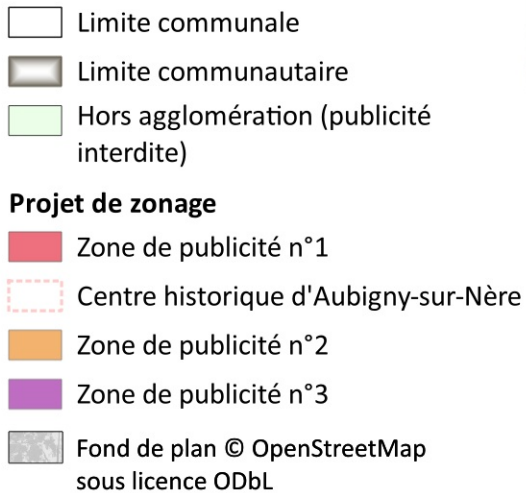 Limite communale
Limite communautaire
Hors agglomération (publicité
interdite)
Projet de zonage
Zone de publicité n°1
Centre historique d'Aubigny-sur-Nère
Zone de publicité n°2
Zone de publicité n°3
Fond de plan © OpenStreetMap
sous licence ODbL